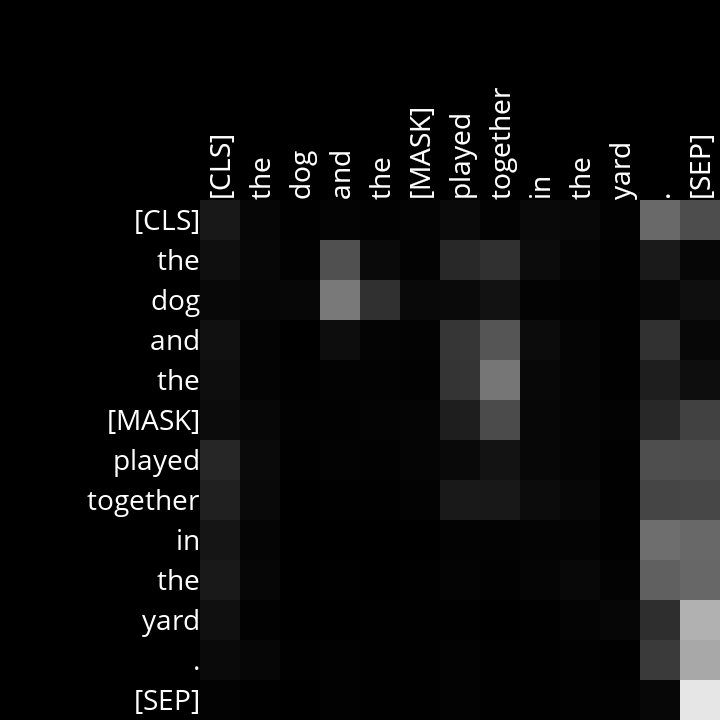 [CLS] the dog and the [MASK] played together in the yard . [SEP]
[CLS]
the
dog
and
the
[MASK]
played
together
in
the
yard
.
[SEP]